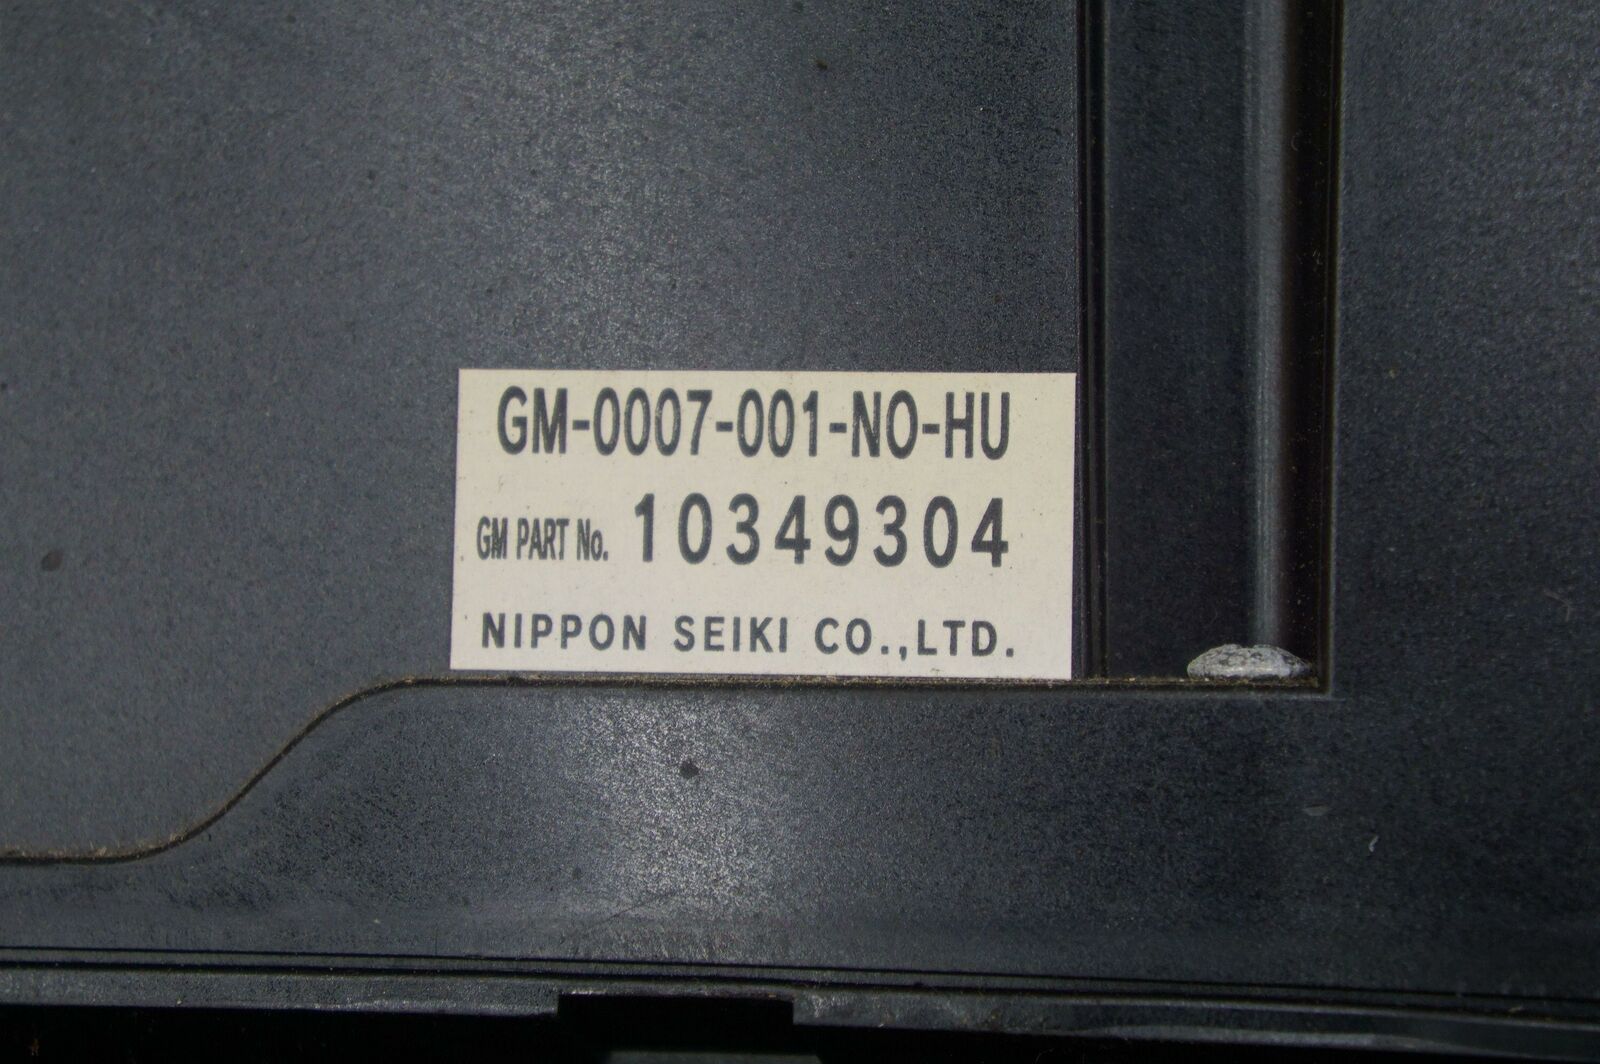 GM-0007-001-NO-HU
GM PART No. 10349304
NIPPON SEIKI CO.,LTD.